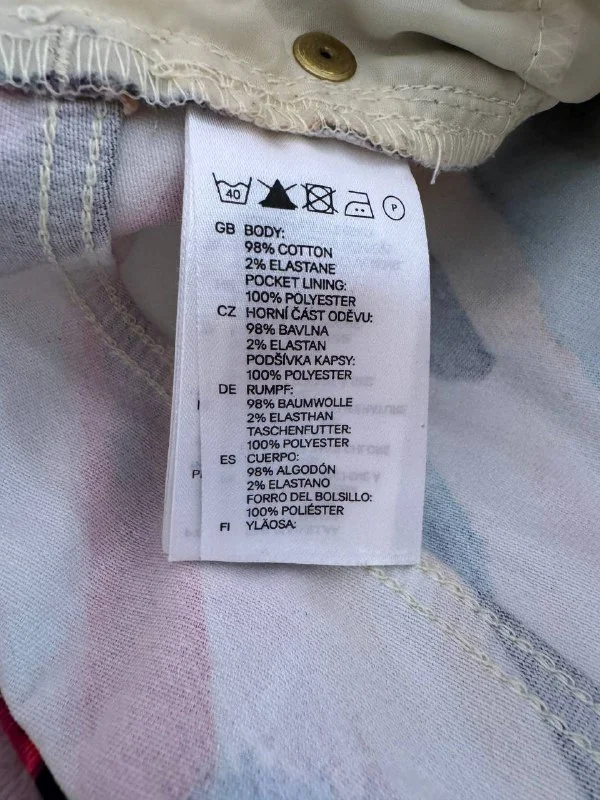 40
P
GB BODY:
98% COTTON
2% ELASTANE
POCKET LINING:
100% POLYESTER
CZ HORNÍ ČÁST ODĚVU:
98% BAVLNA
2% ELASTAN
PODŠÍVKA KAPSY:
100% POLYESTER
DE RUMPF:
98% BAUMWOLLE
2% ELASTHAN
TASCHENFUTTER:
100% POLYESTER
ES CUERPO:
98% ALGODÓN
2% ELASTANO
FORRO DEL BOLSILLO:
100% POLIÉSTER
FI YLÄOSA: